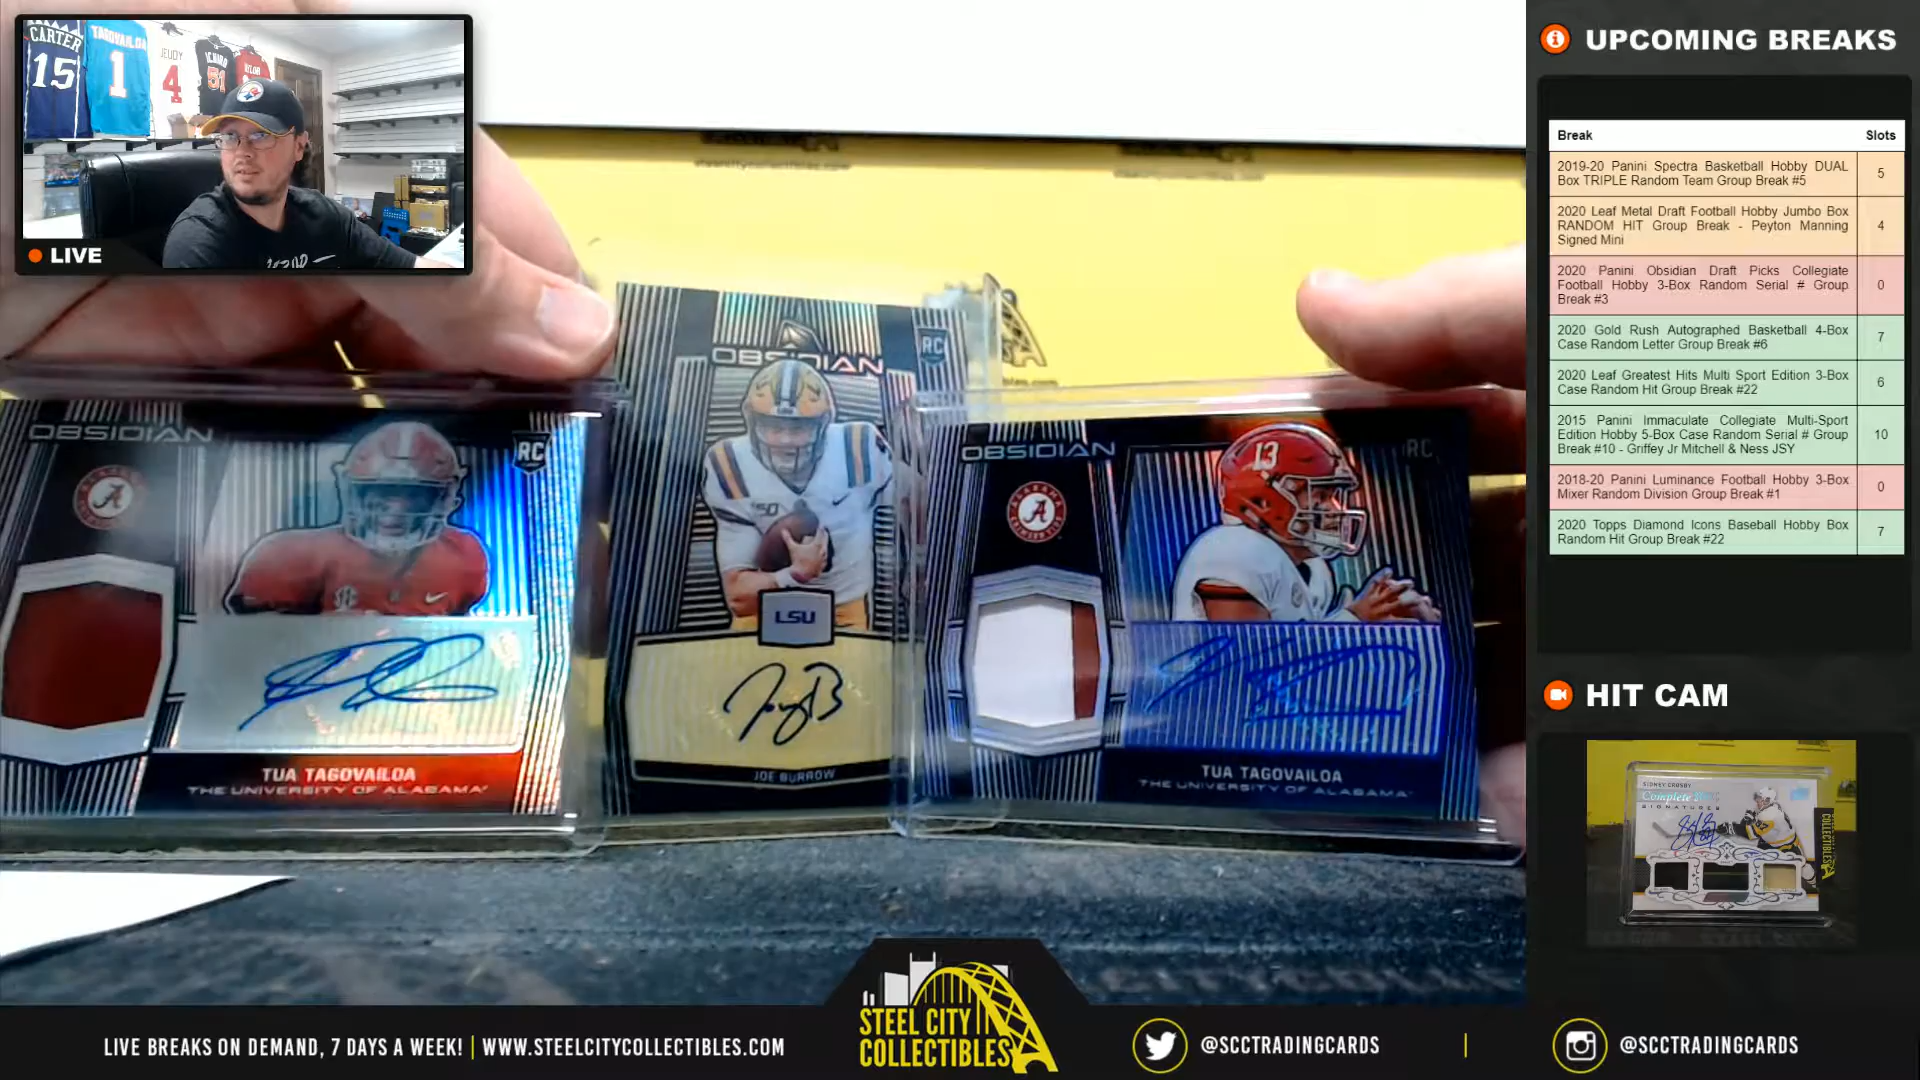 CARTER
15
TAGOVAILOA
1
JEUDY
4
51
LIVE
OBSIDIAN
RC
TUA TAGOVAILOA
THE UNIVERSITY OF ALABAMA
OBSIDIAN
RC
LSU
JOE BURROW
OBSIDIAN
RC
13
TUA TAGOVAILOA
THE UNIVERSITY OF ALABAMA
UPCOMING BREAKS
Break Slots
2019-20 Panini Spectra Basketball Hobby DUAL
Box TRIPLE Random Team Group Break #5
5
2020 Leaf Metal Draft Football Hobby Jumbo Box
RANDOM HIT Group Break - Peyton Manning
Signed Mini
4
2020 Panini Obsidian Draft Picks Collegiate
Football Hobby 3-Box Random Serial # Group
Break #3
0
2020 Gold Rush Autographed Basketball 4-Box
Case Random Letter Group Break #6
7
2020 Leaf Greatest Hits Multi Sport Edition 3-Box
Case Random Hit Group Break #22
6
2015 Panini Immaculate Collegiate Multi-Sport
Edition Hobby 5-Box Case Random Serial # Group
Break #10 - Griffey Jr Mitchell & Ness JSY
10
2018-20 Panini Luminance Football Hobby 3-Box
Mixer Random Division Group Break #1
0
2020 Topps Diamond Icons Baseball Hobby Box
Random Hit Group Break #22
7
HIT CAM
SIDNEY CROSBY
SIGNATURES
COLLECTIBLES
LIVE BREAKS ON DEMAND, 7 DAYS A WEEK! | WWW.STEELCITYCOLLECTIBLES.COM
STEEL CITY
COLLECTIBLES
@SCCTRADINGCARDS
@SCCTRADINGCARDS